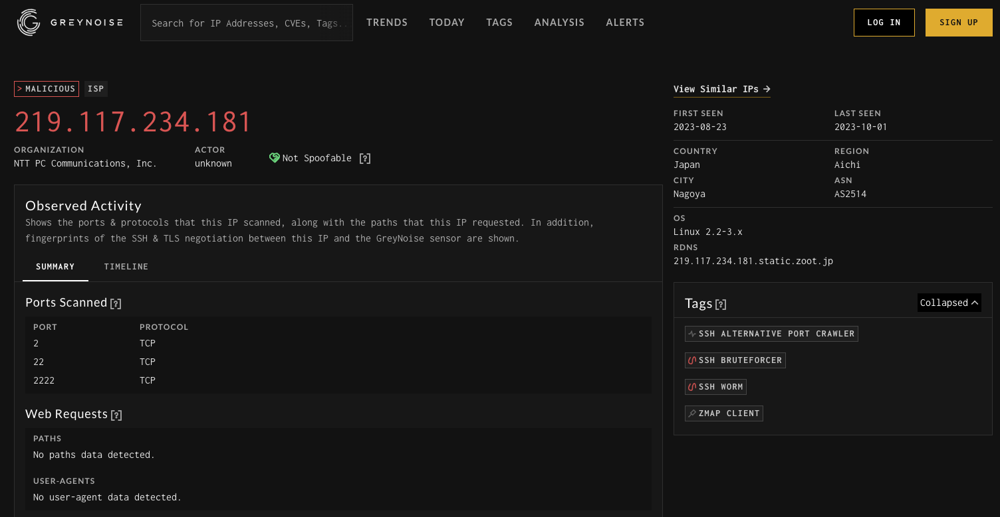 GREYNOISE
Search for IP Addresses, CVEs, Tags...
TRENDS TODAY TAGS ANALYSIS ALERTS
LOG IN
SIGN UP
> MALICIOUS ISP
219.117.234.181
ORGANIZATION
NTT PC Communications, Inc.
ACTOR
unknown
Not Spoofable [?]
Observed Activity
Shows the ports & protocols that this IP scanned, along with the paths that this IP requested. In addition,
fingerprints of the SSH & TLS negotiation between this IP and the GreyNoise sensor are shown.
SUMMARY TIMELINE
Ports Scanned [?]
PORT PROTOCOL
2 TCP
22 TCP
2222 TCP
Web Requests [?]
PATHS
No paths data detected.
USER-AGENTS
No user-agent data detected.
View Similar IPs →
FIRST SEEN LAST SEEN
2023-08-23 2023-10-01
COUNTRY REGION
Japan Aichi
CITY ASN
Nagoya AS2514
OS
Linux 2.2-3.x
RDNS
219.117.234.181.static.zoot.jp
Tags [?]
Collapsed
SSH ALTERNATIVE PORT CRAWLER
SSH BRUTEFORCER
SSH WORM
ZMAP CLIENT